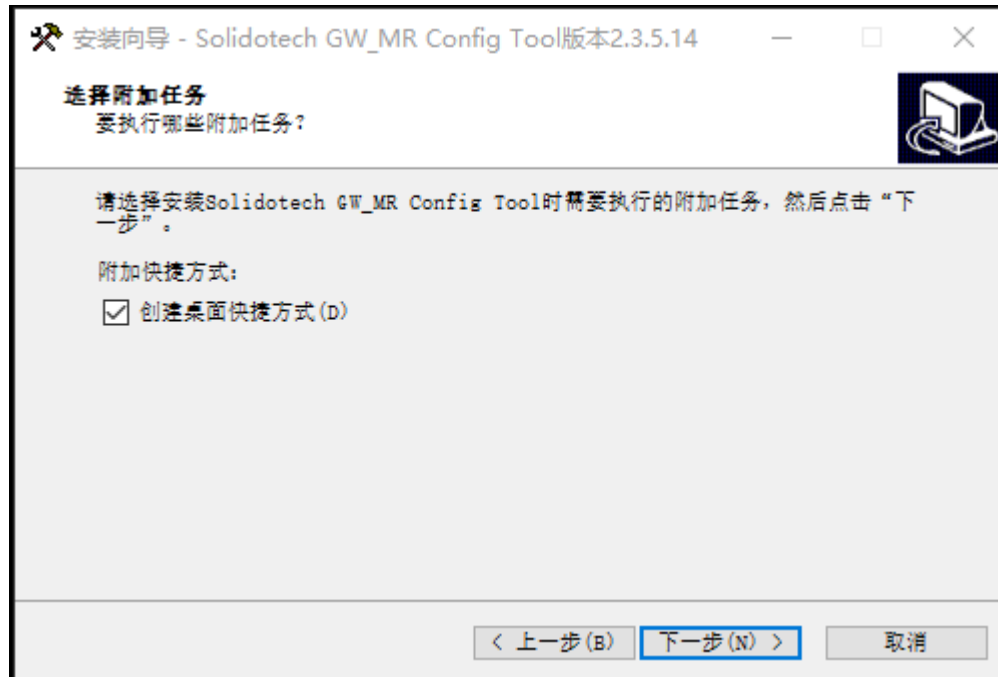 安装向导 - Solidotech GW_MR Config Tool版本2.3.5.14
选择附加任务
要执行哪些附加任务?
请选择安装Solidotech GW_MR Config Tool时需要执行的附加任务，然后点击“下
一步”。
附加快捷方式:
创建桌面快捷方式(D)
< 上一步(B) 下一步(N) > 取消